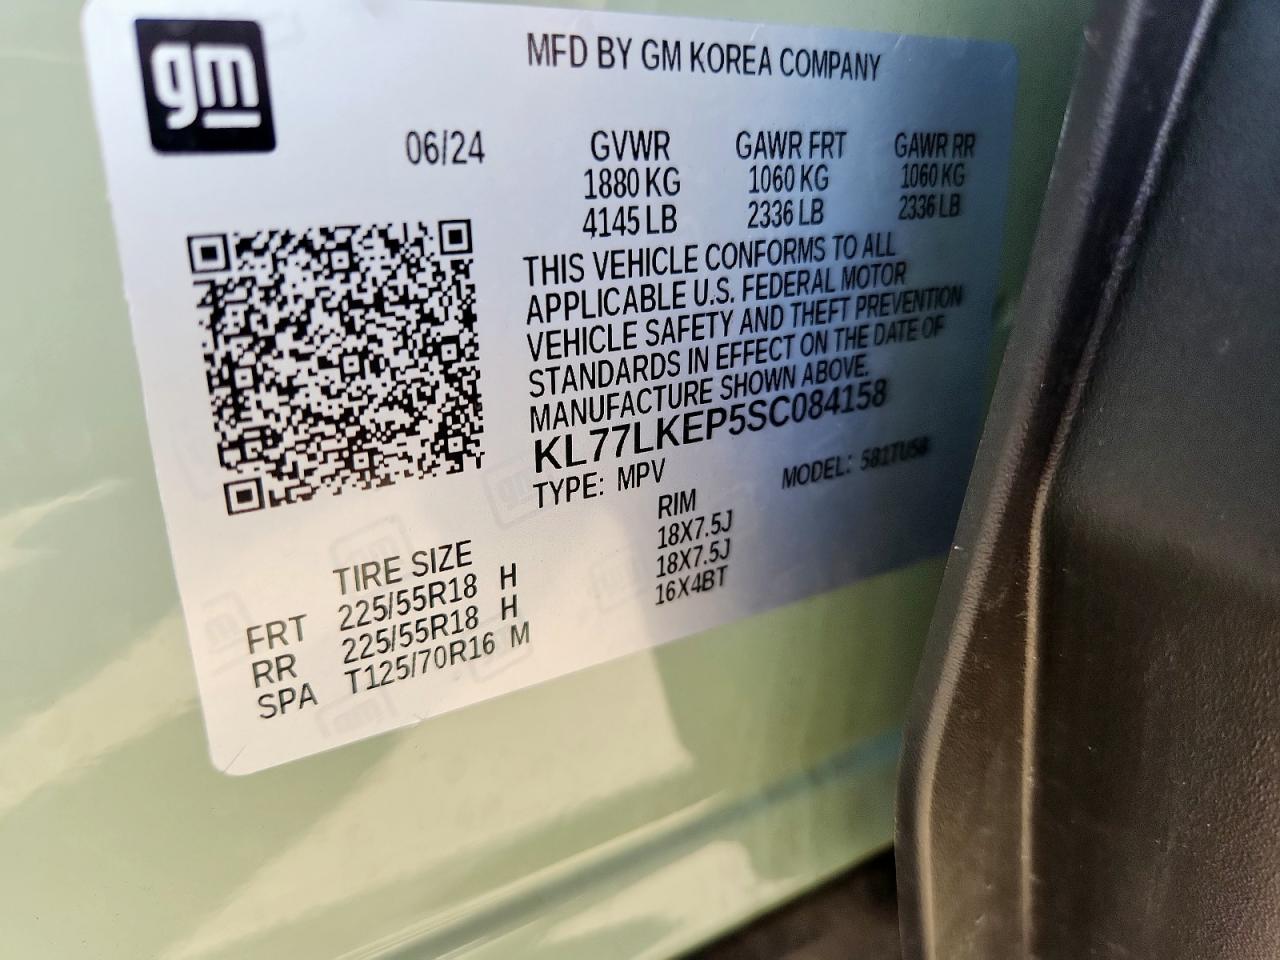 gm
MFD BY GM KOREA COMPANY
06/24 GVWR GAWR FRT GAWR RR
1880 KG 1060 KG 1060 KG
4145 LB 2336 LB 2336 LB
THIS VEHICLE CONFORMS TO ALL
APPLICABLE U.S. FEDERAL MOTOR
VEHICLE SAFETY AND THEFT PREVENTION
STANDARDS IN EFFECT ON THE DATE OF
MANUFACTURE SHOWN ABOVE.
KL77LKEP5SC084158
TYPE: MPV MODEL: 581TU58
TIRE SIZE RIM
FRT 225/55R18 H 18X7.5J
RR 225/55R18 H 18X7.5J
SPA T125/70R16 M 16X4BT